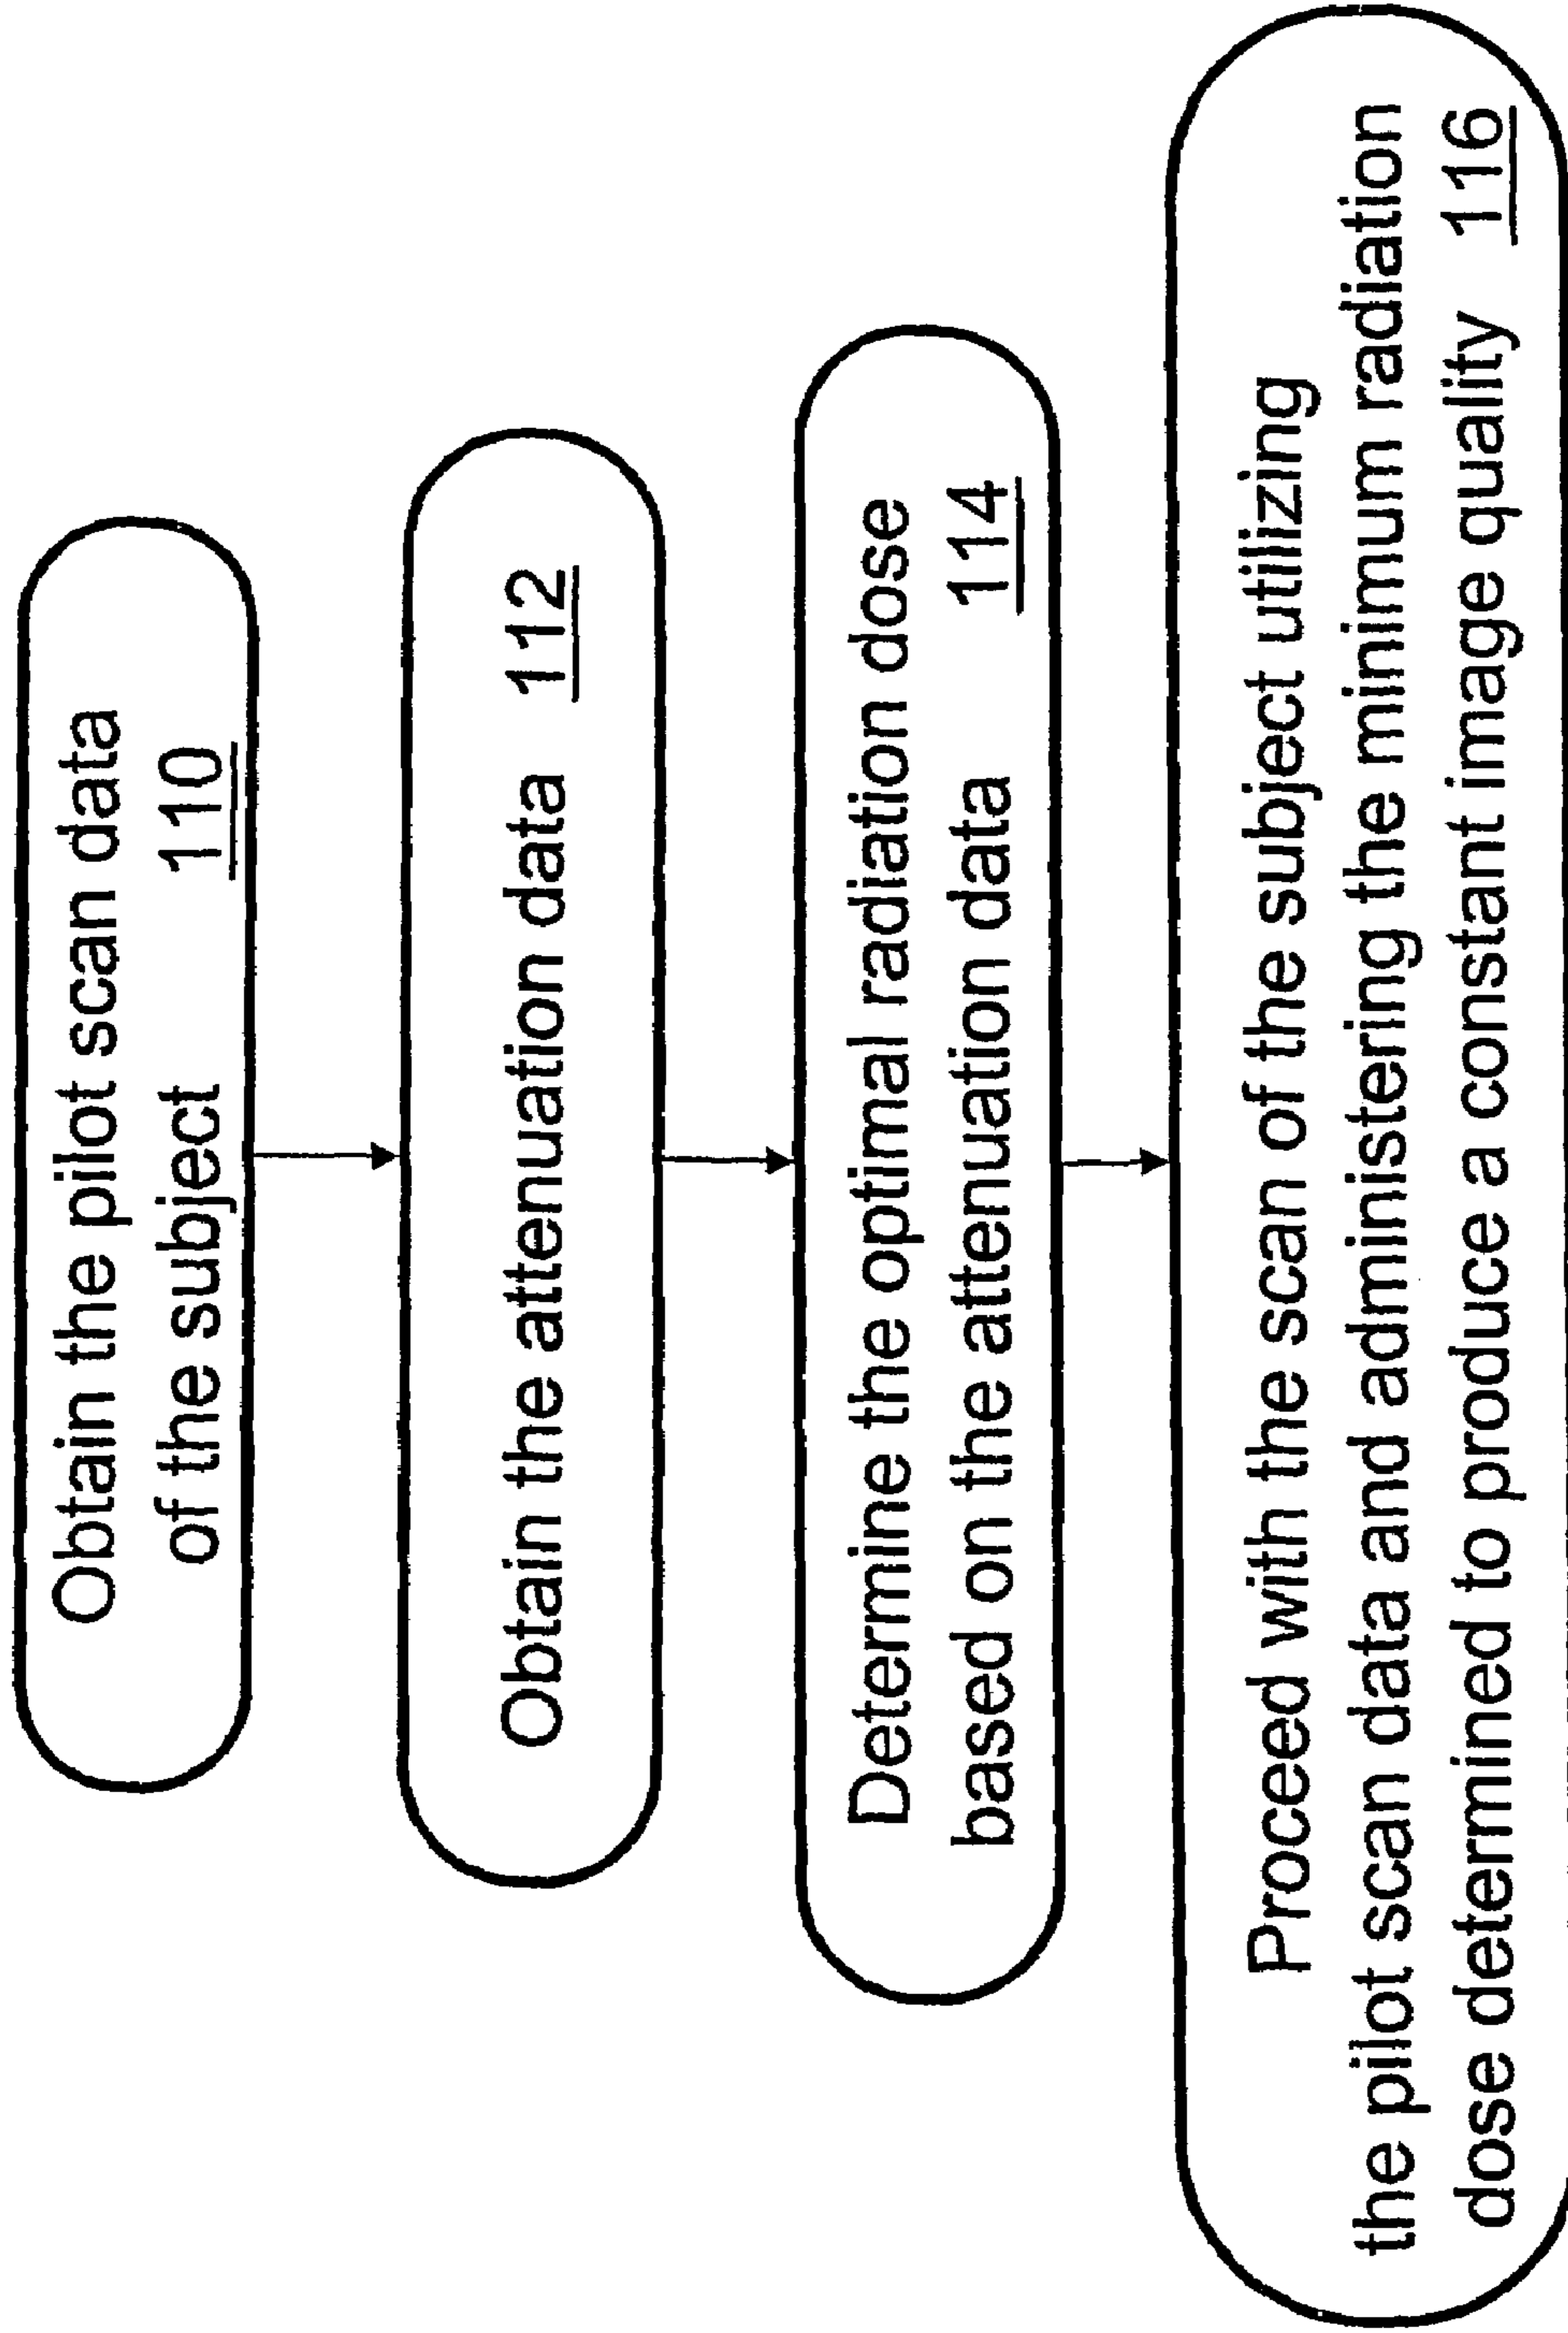 Obtain the pilot scan data
of the subject 110
Obtain the attenuation data 112
Determine the optimal radiation dose
based on the attenuation data 114
Proceed with the scan of the subject utilizing
the pilot scan data and administering the minimum radiation
dose determined to produce a constant image quality 116